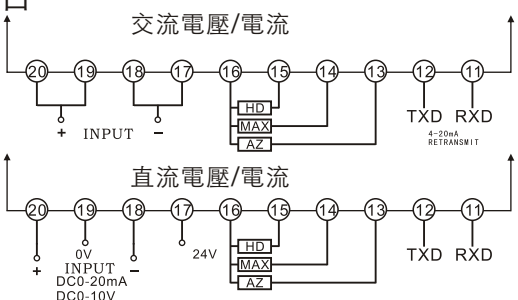 交流電壓/電流
20 19 18 17 16 15 14 13 12 11
HD
MAX
AZ
TXD RXD
+ INPUT −
4-20mA
RETRANSMIT
直流電壓/電流
20 19 18 17 16 15 14 13 12 11
HD
MAX
AZ
TXD RXD
0V
24V
+ INPUT −
DC0-20mA
DC0-10V